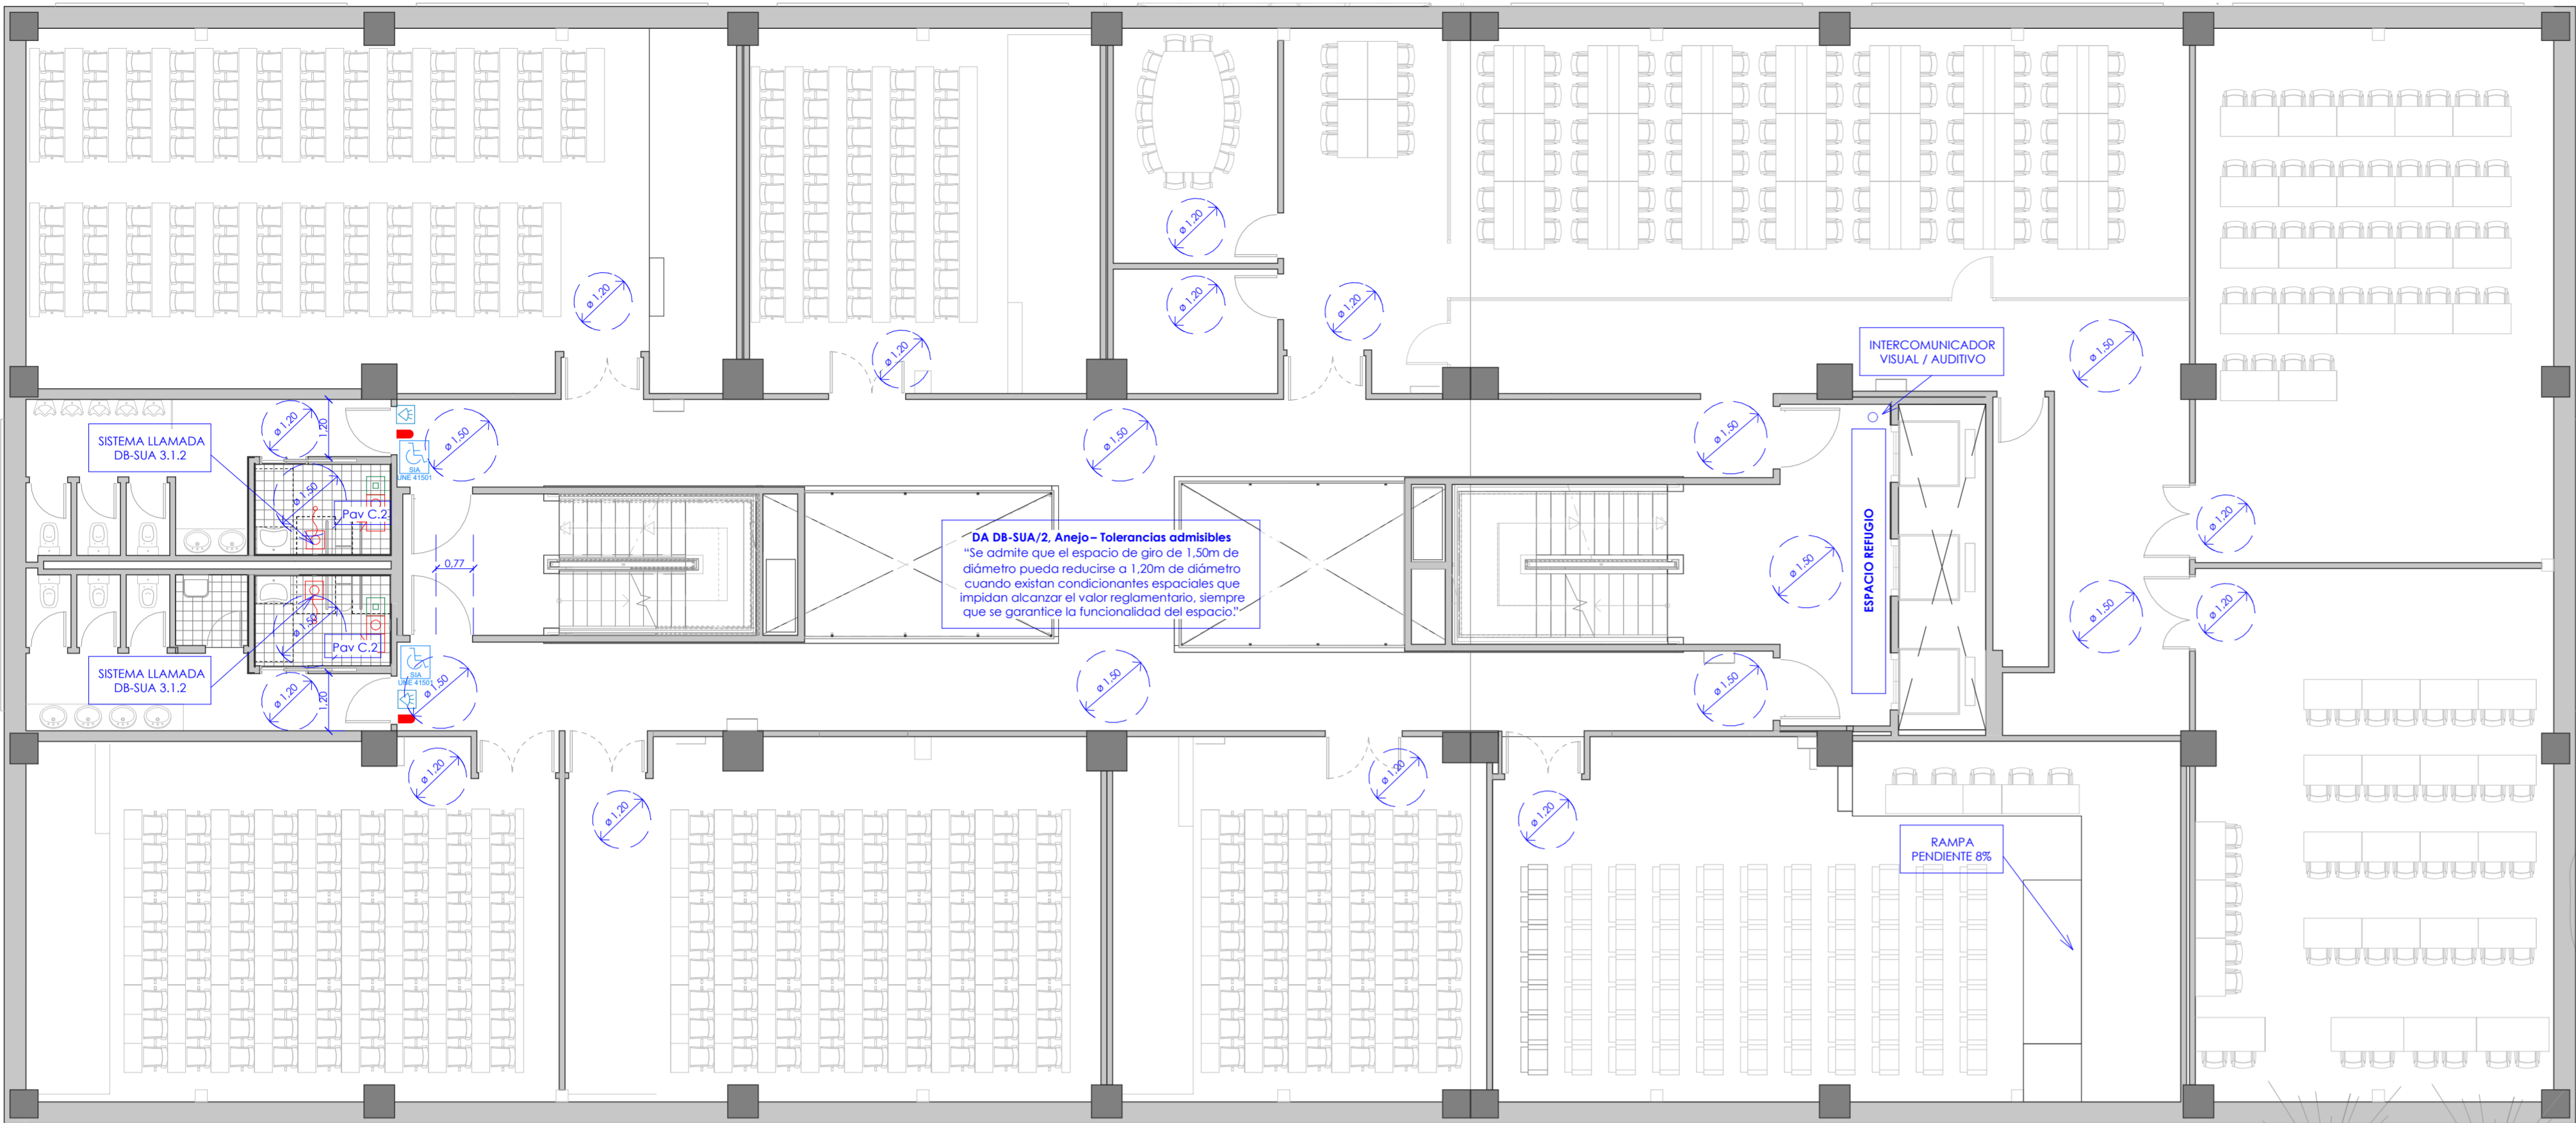 ø 1,20
ø 1,20
ø 1,20
ø 1,20
ø 1,20
INTERCOMUNICADOR
VISUAL / AUDITIVO
ø 1,50
SISTEMA LLAMADA
DB-SUA 3.1.2
ø 1,20
1,20
ø 1,50
SIA
UNE 41501
ø 1,50
ø 1,50
ø 1,50
Pav C.2
0,77
DA DB-SUA/2, Anejo – Tolerancias admisibles
“Se admite que el espacio de giro de 1,50m de
diámetro pueda reducirse a 1,20m de diámetro
cuando existan condicionantes espaciales que
impidan alcanzar el valor reglamentario, siempre
que se garantice la funcionalidad del espacio.”
ø 1,50
ESPACIO REFUGIO
ø 1,20
ø 1,50
ø 1,20
ø 1,50
Pav C.2
SISTEMA LLAMADA
DB-SUA 3.1.2
ø 1,20
1,20
SIA
UNE 41501
ø 1,50
ø 1,50
ø 1,50
ø 1,20
ø 1,20
ø 1,20
ø 1,20
RAMPA
PENDIENTE 8%